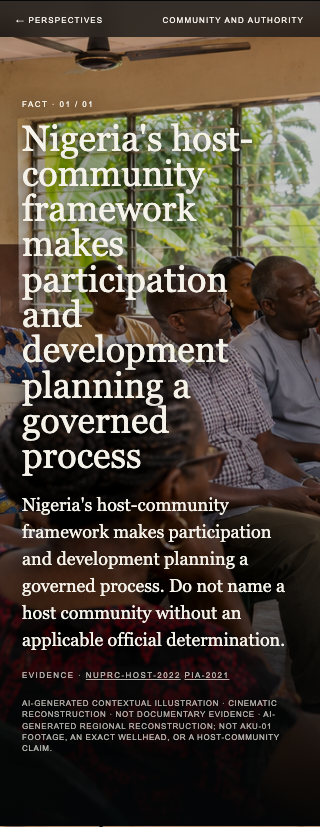 ← PERSPECTIVES
COMMUNITY AND AUTHORITY
FACT · 01 / 01
Nigeria's host-
community
framework
makes
participation
and
development
planning a
governed
process
Nigeria's host-community
framework makes participation
and development planning a
governed process. Do not name a
host community without an
applicable official determination.
EVIDENCE · NUPRC-HOST-2022 PIA-2021
AI-GENERATED CONTEXTUAL ILLUSTRATION · CINEMATIC
RECONSTRUCTION · NOT DOCUMENTARY EVIDENCE · AI-
GENERATED REGIONAL RECONSTRUCTION; NOT AKU-01
FOOTAGE, AN EXACT WELLHEAD, OR A HOST-COMMUNITY
CLAIM.